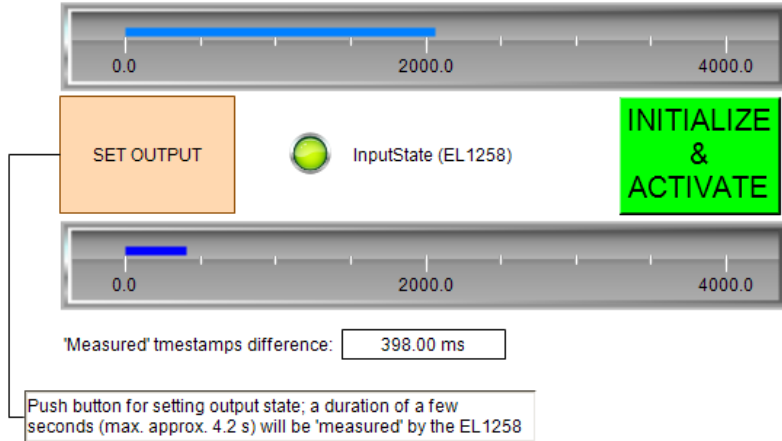 0.0 2000.0 4000.0
SET OUTPUT
InputState (EL1258)
INITIALIZE
&
ACTIVATE
0.0 2000.0 4000.0
'Measured' tmestamps difference: 398.00 ms
Push button for setting output state; a duration of a few
seconds (max. approx. 4.2 s) will be 'measured' by the EL1258